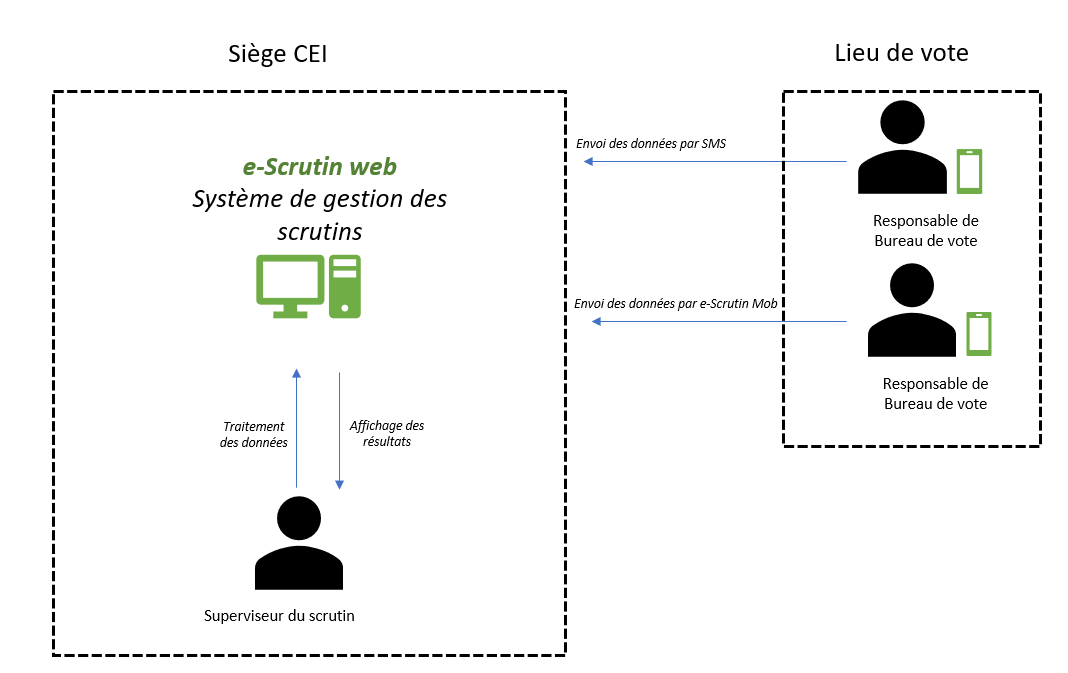 Siège CEI
Lieu de vote
e-Scrutin web
Système de gestion des
scrutins
Envoi des données par SMS
Responsable de
Bureau de vote
Envoi des données par e-Scrutin Mob
Responsable de
Bureau de vote
Traitement
des données
Affichage des
résultats
Superviseur du scrutin